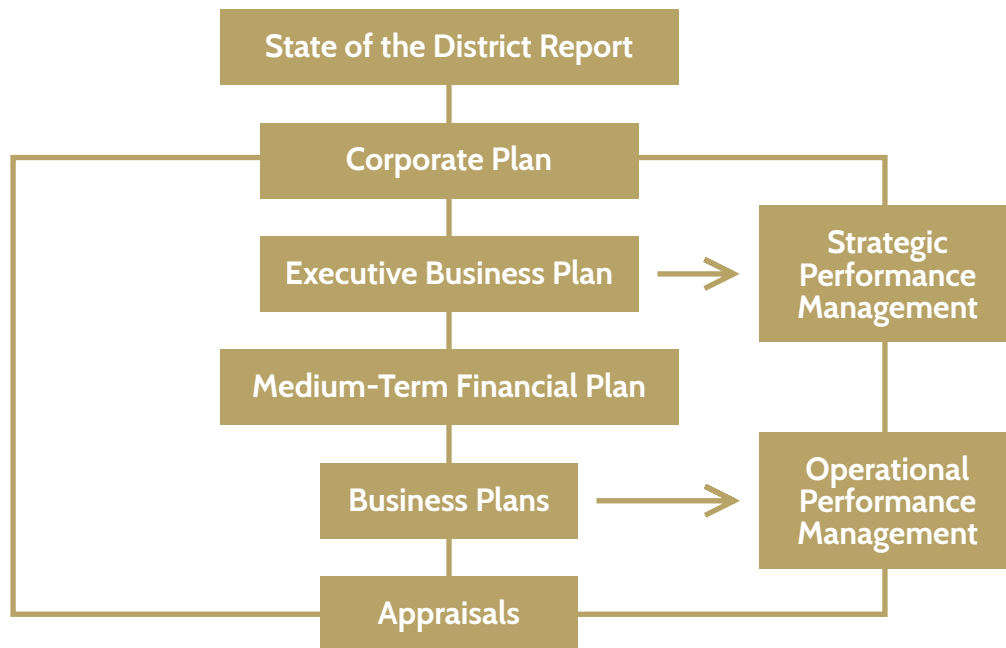 State of the District Report
Corporate Plan
Executive Business Plan
Strategic
Performance
Management
Medium-Term Financial Plan
Business Plans
Operational
Performance
Management
Appraisals